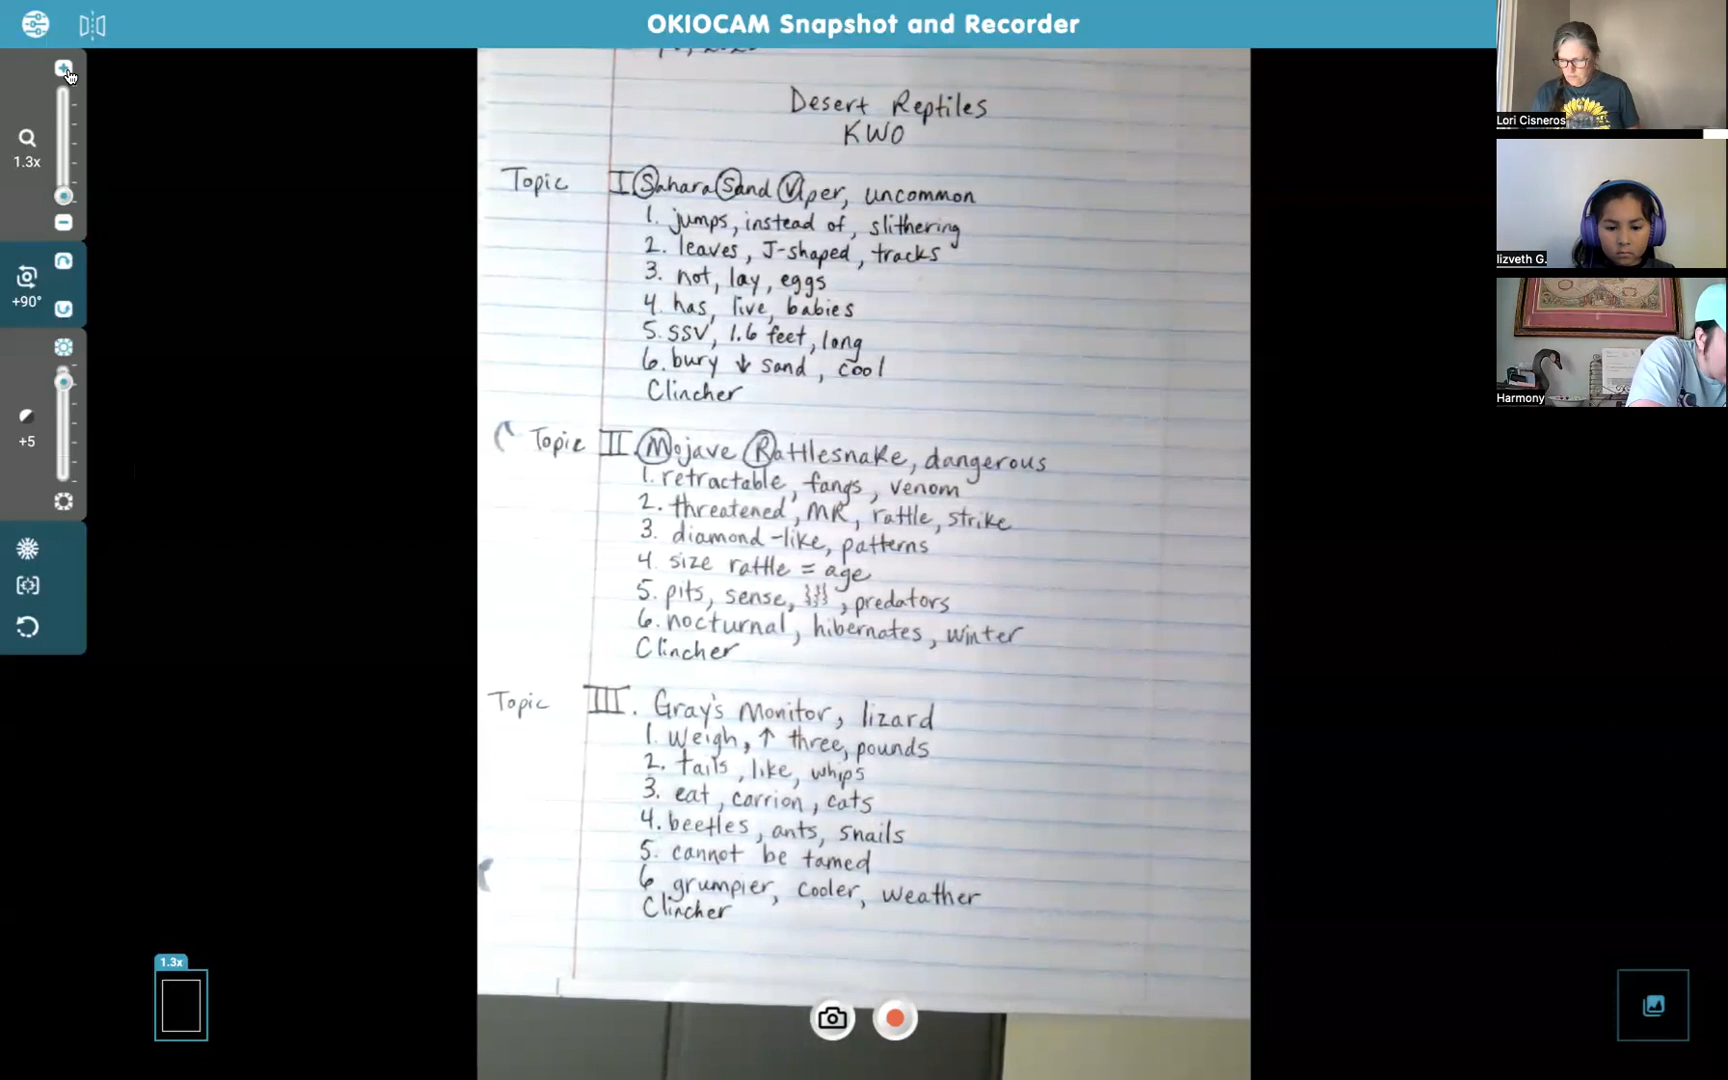 OKIOCAM Snapshot and Recorder
Desert Reptiles
KWO
Topic I Sahara Sand Viper, uncommon
1. jumps, instead of, slithering
2. leaves, J-shaped, tracks
3. not, lay, eggs
4. has, live, babies
5. SSV, 1.6 feet, long
6. bury ↓ sand, cool
Clincher
Topic II. Mojave Rattlesnake, dangerous
1. retractable, fangs, venom
2. threatened, MR, rattle, strike
3. diamond-like, patterns
4. size rattle = age
5. pits, sense, , predators
6. nocturnal, hibernates, winter
Clincher
Topic III. Gray's Monitor, lizard
1. Weigh, ↑ three, pounds
2. tails, like, whips
3. eat, carrion, cats
4. beetles, ants, snails
5. cannot be tamed
6 grumpier, cooler, weather
Clincher
1.3x
+90°
+5
1.3x
Lori Cisneros
lizveth G.
Harmony